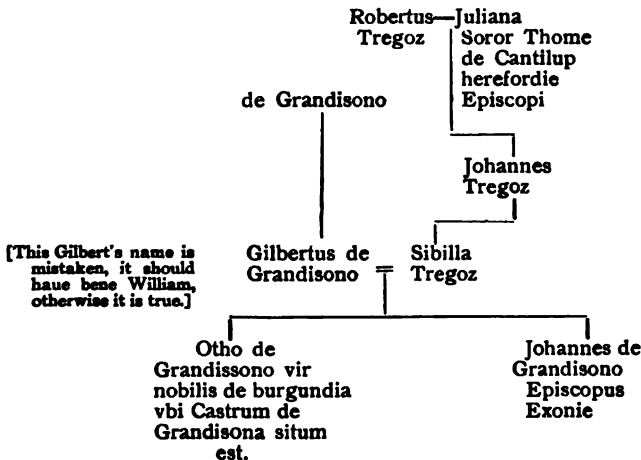 Robertus—Juliana
Tregoz
Soror Thome
de Cantilup
herefordie
Episcopi
de Grandisono
Johannes
Tregoz
[This Gilbert's name is
mistaken, it should
haue bene William,
otherwise it is true.]
Gilbertus de
Grandisono
=
Sibilla
Tregoz
Otho de
Grandissono vir
nobilis de burgundia
vbi Castrum de
Grandisona situm
est.
Johannes de
Grandisono
Episcopus
Exonie